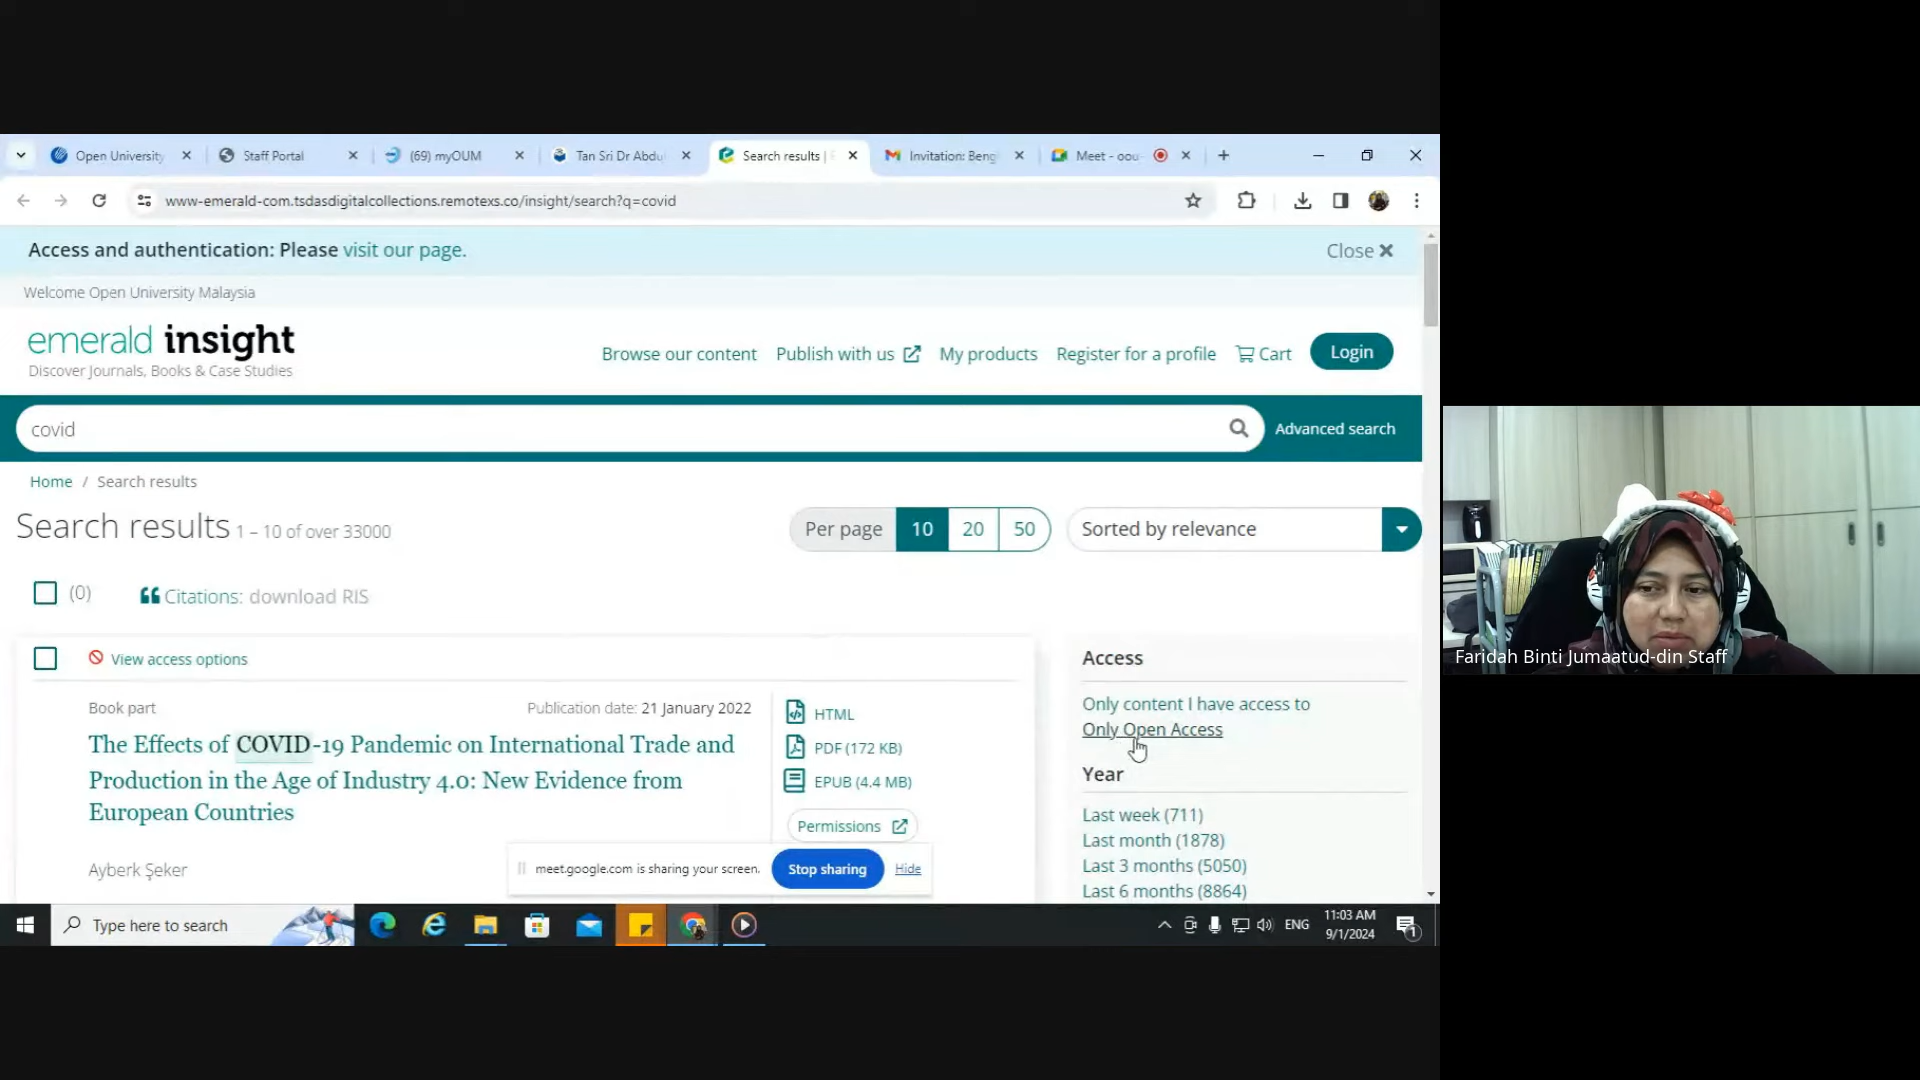 Open University
Staff Portal
(69) myOUM
Tan Sri Dr Abdu
Search results |
Invitation: Beng
Meet - oou
www-emerald-com.tsdasdigitalcollections.remotexs.co/insight/search?q=covid
Access and authentication: Please visit our page.
Close
Welcome Open University Malaysia
emerald insight
Discover Journals, Books & Case Studies
Browse our content
Publish with us
My products
Register for a profile
Cart
Login
covid
Advanced search
Home / Search results
Search results 1 – 10 of over 33000
Per page 10 20 50
Sorted by relevance
(0)
Citations: download RIS
View access options
Book part
Publication date: 21 January 2022
The Effects of COVID-19 Pandemic on International Trade and
Production in the Age of Industry 4.0: New Evidence from
European Countries
Ayberk Şeker
HTML
PDF (172 KB)
EPUB (4.4 MB)
Permissions
Access
Only content I have access to
Only Open Access
Year
Last week (711)
Last month (1878)
Last 3 months (5050)
Last 6 months (8864)
meet.google.com is sharing your screen.
Stop sharing
Hide
Type here to search
ENG
11:03 AM
9/1/2024
1
Faridah Binti Jumaatud-din Staff